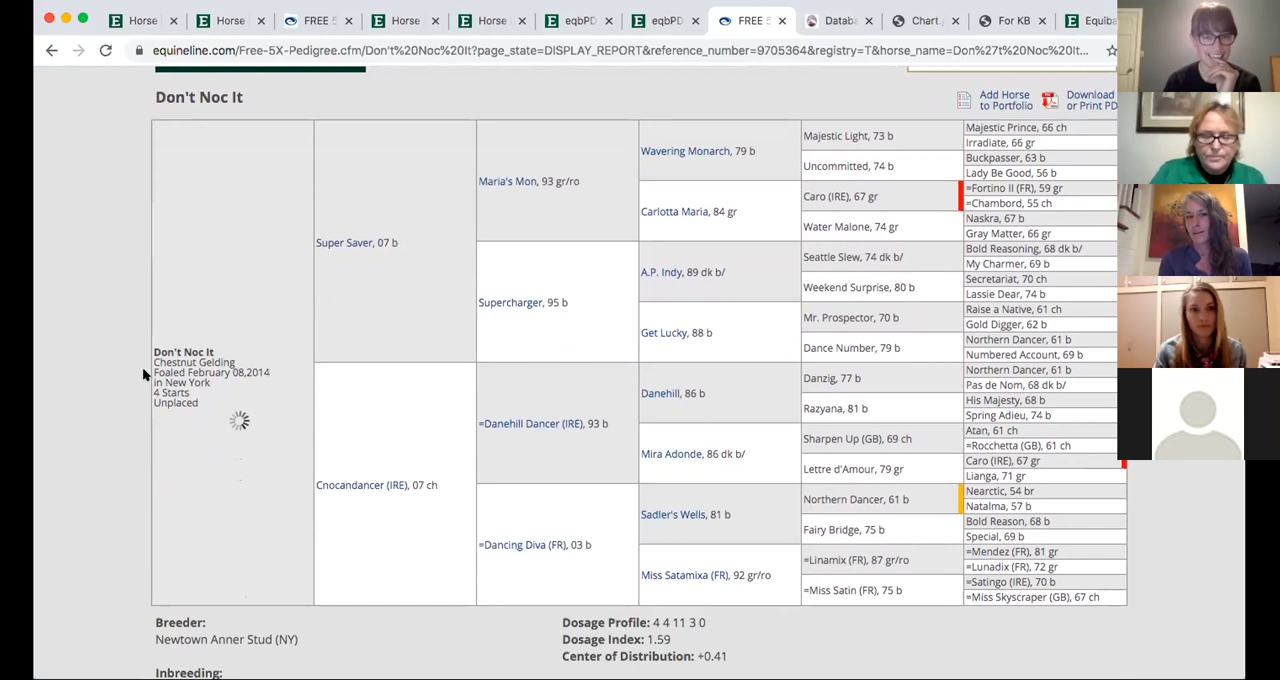 Horse
Horse
FREE 5
Horse
Horse
eqbPD
eqbPD
FREE 5
Datab
Chart.
For KB
Equiba
equineline.com/Free-5X-Pedigree.cfm/Don't%20Noc%20It?page_state=DISPLAY_REPORT&reference_number=9705364&registry=T&horse_name=Don%27t%20Noc%20It...
Don't Noc It
Add Horse
to Portfolio
Download
or Print PD
Don't Noc It
Chestnut Gelding
Foaled February 08,2014
in New York
4 Starts
Unplaced
Super Saver, 07 b
Cnocandancer (IRE), 07 ch
Maria's Mon, 93 gr/ro
Supercharger, 95 b
=Danehill Dancer (IRE), 93 b
=Dancing Diva (FR), 03 b
Wavering Monarch, 79 b
Carlotta Maria, 84 gr
A.P. Indy, 89 dk b/
Get Lucky, 88 b
Danehill, 86 b
Mira Adonde, 86 dk b/
Sadler's Wells, 81 b
Miss Satamixa (FR), 92 gr/ro
Majestic Light, 73 b
Uncommitted, 74 b
Caro (IRE), 67 gr
Water Malone, 74 gr
Seattle Slew, 74 dk b/
Weekend Surprise, 80 b
Mr. Prospector, 70 b
Dance Number, 79 b
Danzig, 77 b
Razyana, 81 b
Sharpen Up (GB), 69 ch
Lettre d'Amour, 79 gr
Northern Dancer, 61 b
Fairy Bridge, 75 b
=Linamix (FR), 87 gr/ro
=Miss Satin (FR), 75 b
Majestic Prince, 66 ch
Irradiate, 66 gr
Buckpasser, 63 b
Lady Be Good, 56 b
=Fortino II (FR), 59 gr
=Chambord, 55 ch
Naskra, 67 b
Gray Matter, 66 gr
Bold Reasoning, 68 dk b/
My Charmer, 69 b
Secretariat, 70 ch
Lassie Dear, 74 b
Raise a Native, 61 ch
Gold Digger, 62 b
Northern Dancer, 61 b
Numbered Account, 69 b
Northern Dancer, 61 b
Pas de Nom, 68 dk b/
His Majesty, 68 b
Spring Adieu, 74 b
Atan, 61 ch
=Rocchetta (GB), 61 ch
Caro (IRE), 67 gr
Lianga, 71 gr
Nearctic, 54 br
Natalma, 57 b
Bold Reason, 68 b
Special, 69 b
=Mendez (FR), 81 gr
=Lunadix (FR), 72 gr
=Satingo (IRE), 70 b
=Miss Skyscraper (GB), 67 ch
Breeder:
Newtown Anner Stud (NY)
Dosage Profile: 4 4 11 3 0
Dosage Index: 1.59
Center of Distribution: +0.41
Inbreeding: